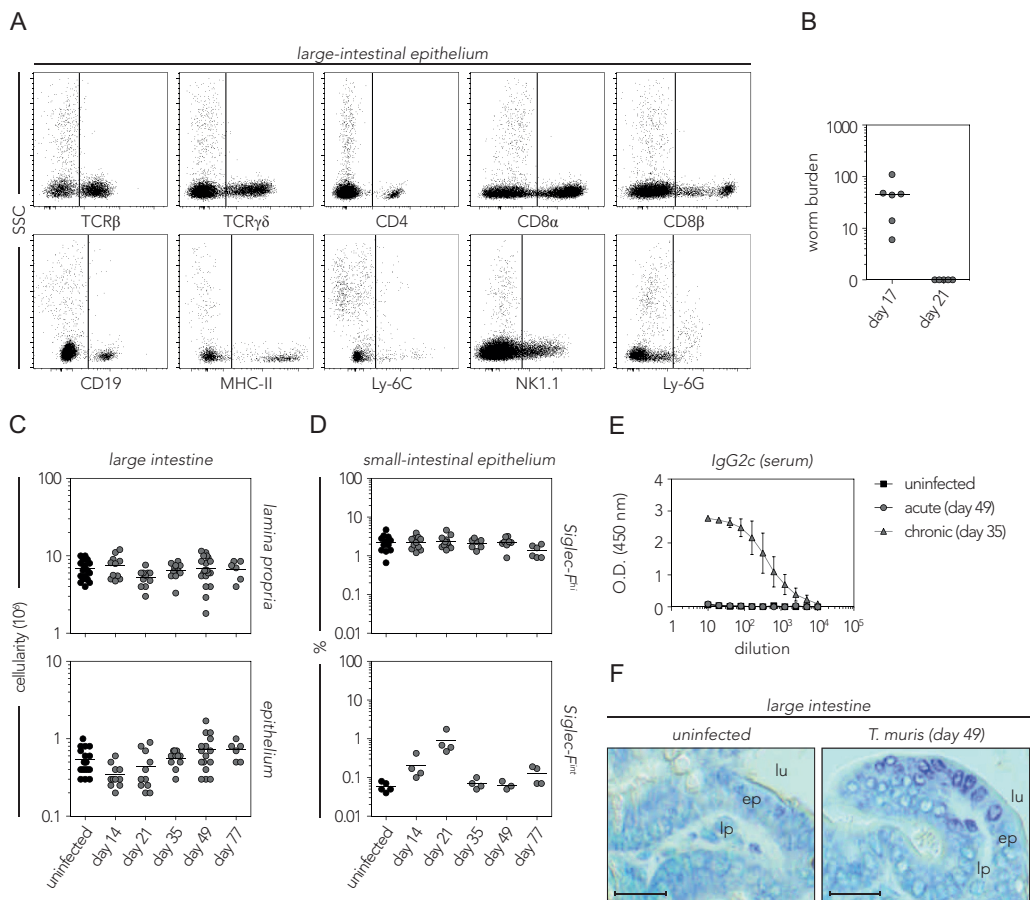 A
large-intestinal epithelium
SSC
TCRβ
TCRγδ
CD4
CD8α
CD8β
CD19
MHC-II
Ly-6C
NK1.1
Ly-6G
B
worm burden
1000
100
10
0
day 17
day 21
C
large intestine
cellularity (10⁶)
100
10
1
lamina propria
10
1
0.1
epithelium
uninfected
day 14
day 21
day 35
day 49
day 77
D
small-intestinal epithelium
%
100
10
1
0.1
0.01
Siglec-Fʰⁱ
100
10
1
0.1
0.01
Siglec-Fⁱⁿᵗ
uninfected
day 14
day 21
day 35
day 49
day 77
E
IgG2c (serum)
O.D. (450 nm)
4
3
2
1
0
1
10
10²
10³
10⁴
10⁵
dilution
uninfected
acute (day 49)
chronic (day 35)
F
large intestine
uninfected
T. muris (day 49)
lu
ep
lp
lu
ep
lp